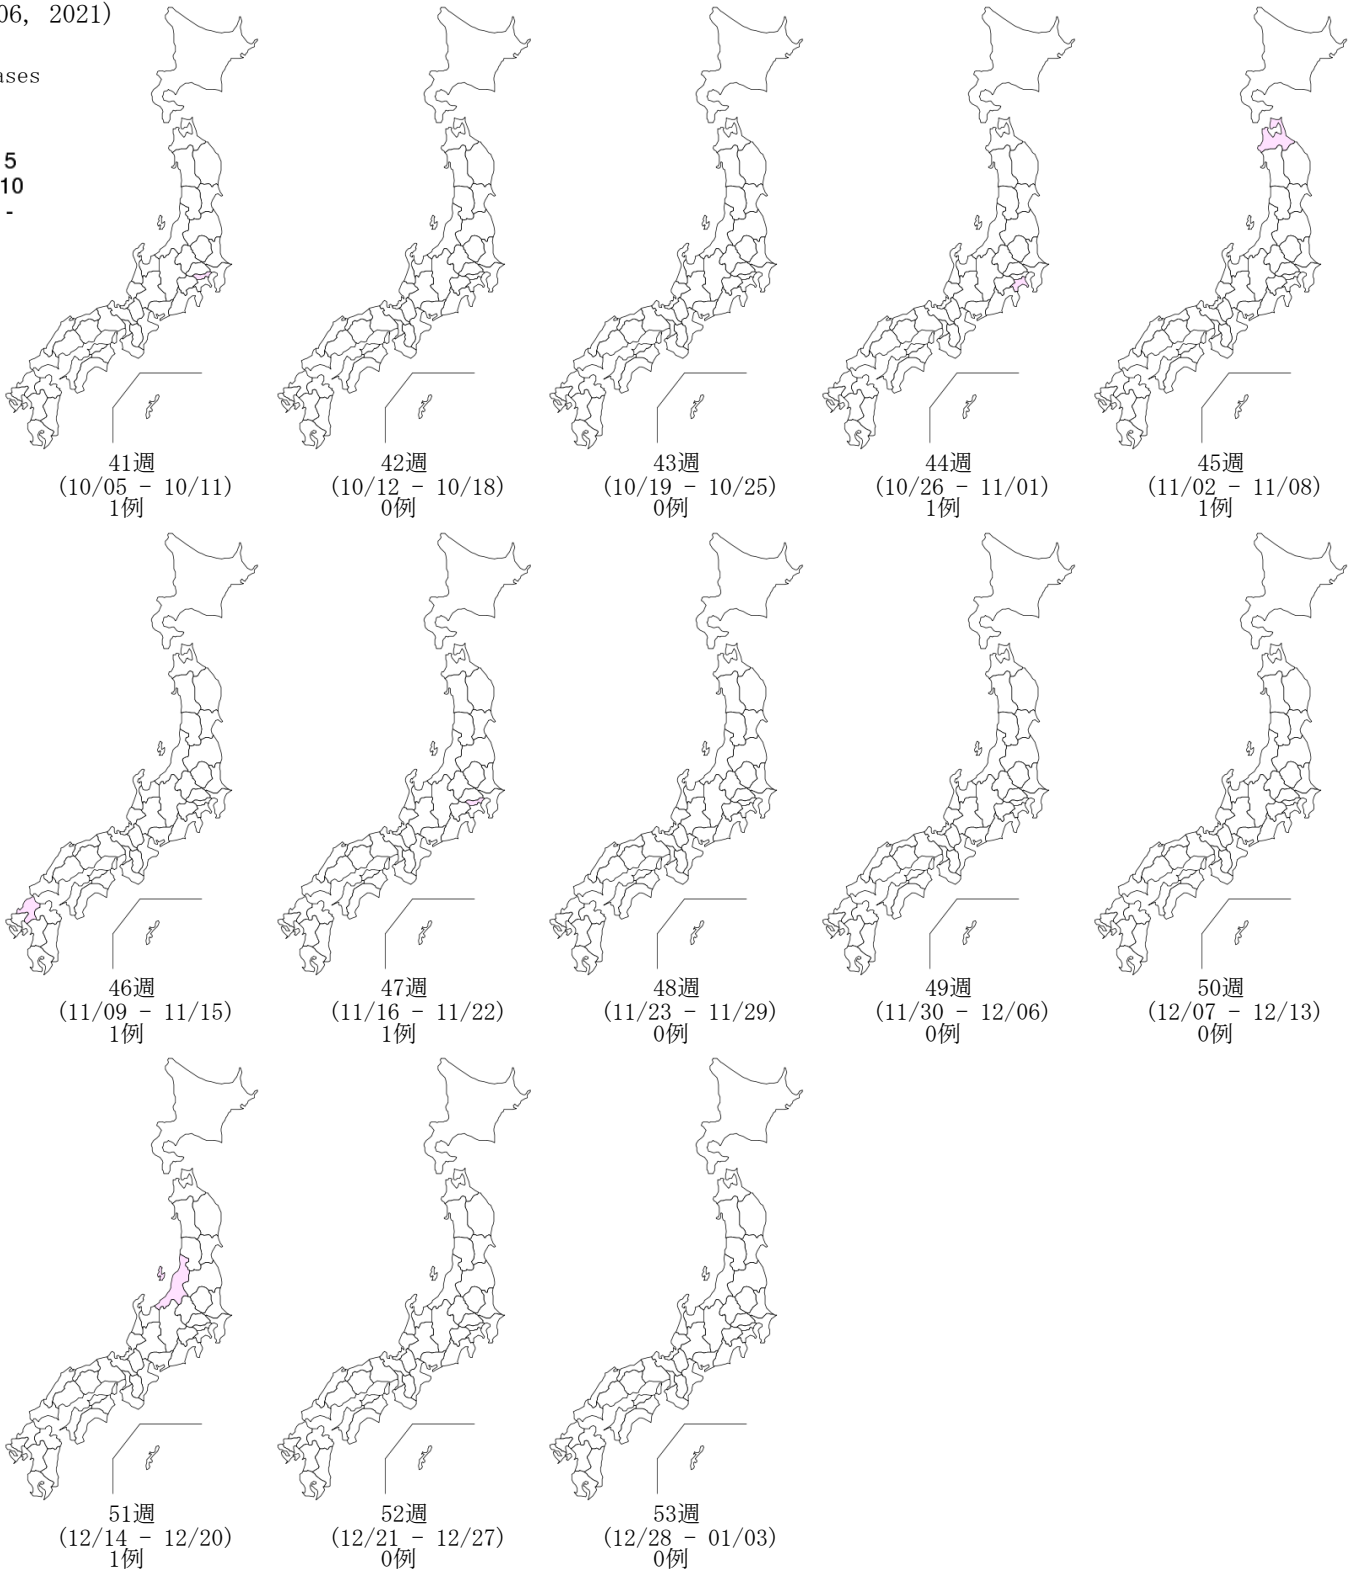 06, 2021)
ases
5
10
-
41週
(10/05 - 10/11)
1例
42週
(10/12 - 10/18)
0例
43週
(10/19 - 10/25)
0例
44週
(10/26 - 11/01)
1例
45週
(11/02 - 11/08)
1例
46週
(11/09 - 11/15)
1例
47週
(11/16 - 11/22)
1例
48週
(11/23 - 11/29)
0例
49週
(11/30 - 12/06)
0例
50週
(12/07 - 12/13)
0例
51週
(12/14 - 12/20)
1例
52週
(12/21 - 12/27)
0例
53週
(12/28 - 01/03)
0例